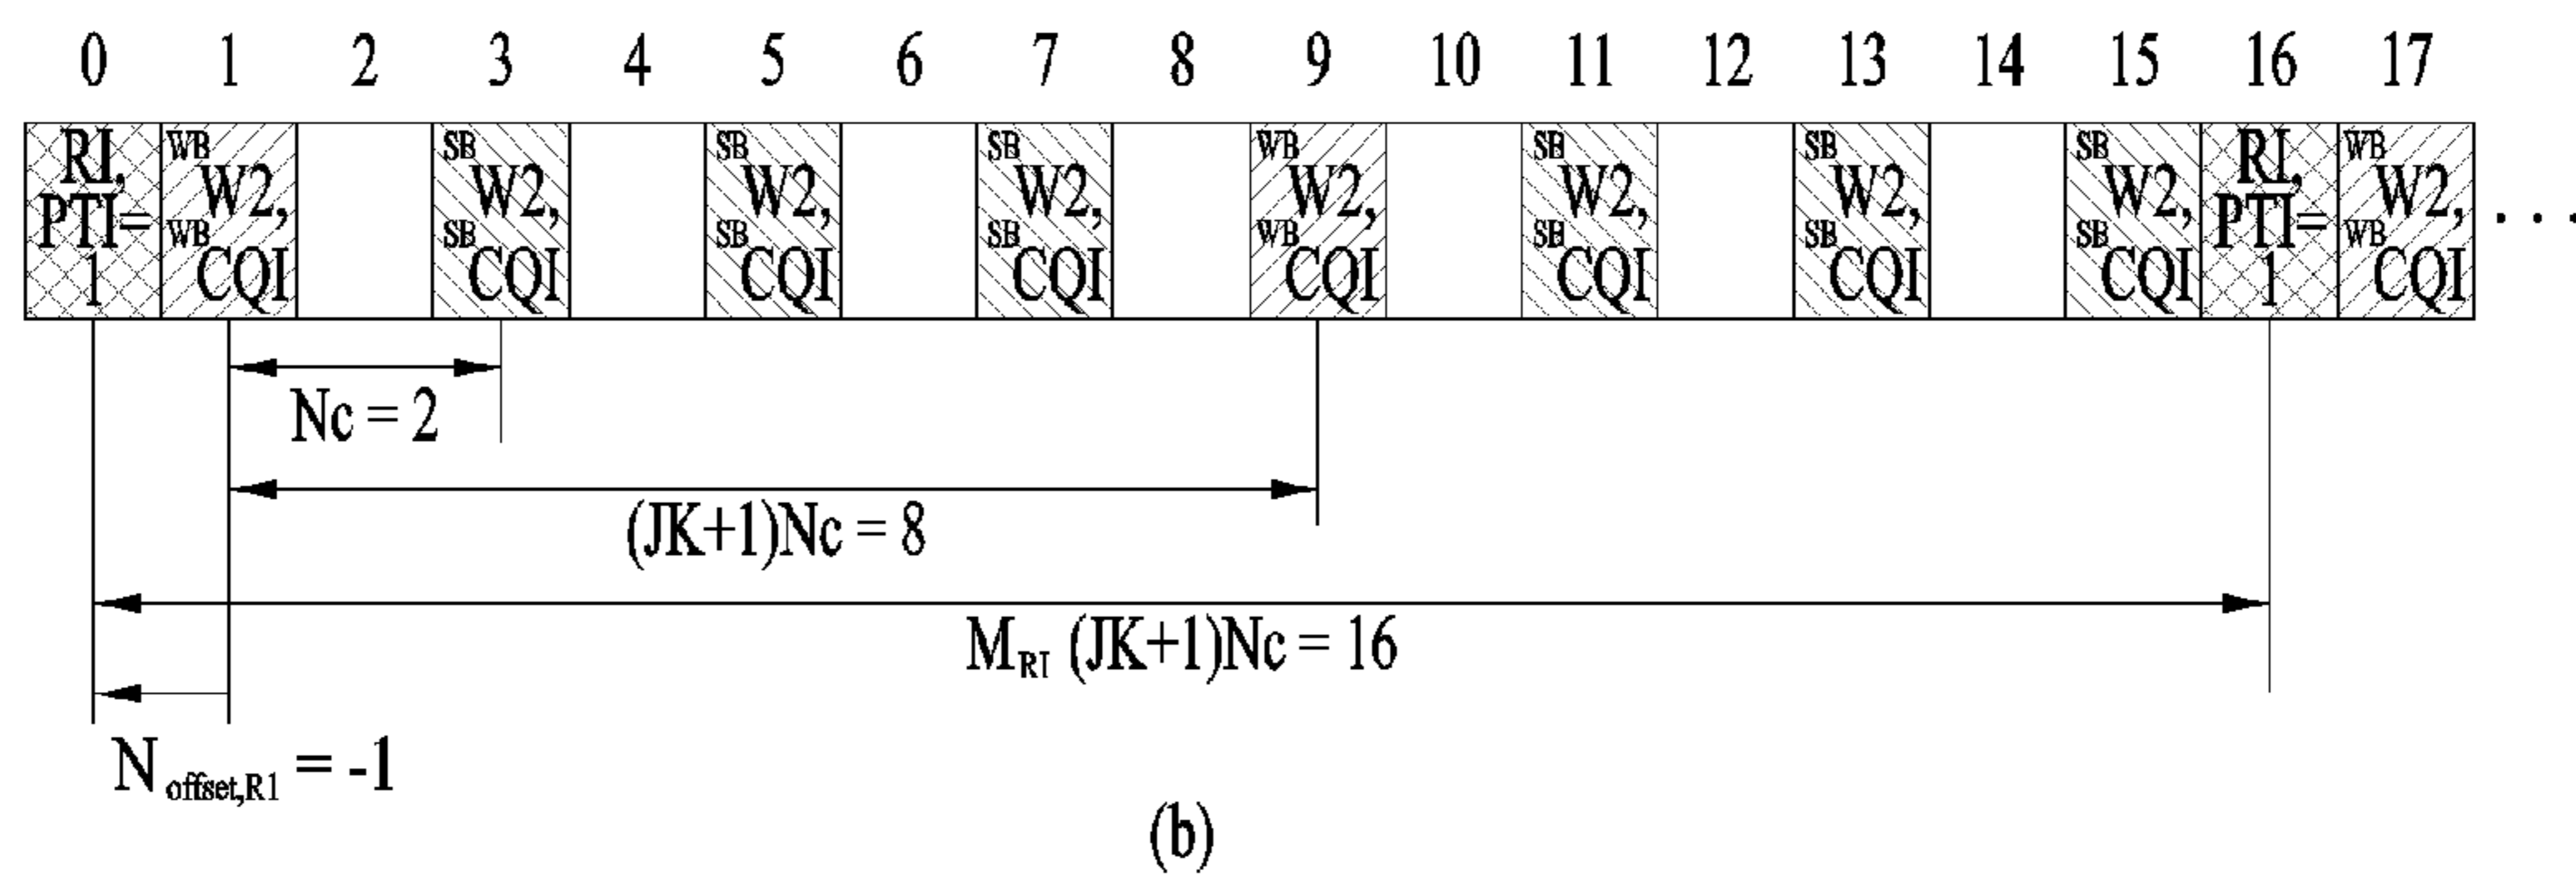 0 1 2 3 4 5 6 7 8 9 10 11 12 13 14 15 16 17
RI,
PTI=
1
WB
W2,
WB
CQI
SB
W2,
SB
CQI
SB
W2,
SB
CQI
SB
W2,
SB
CQI
WB
W2,
WB
CQI
SB
W2,
SB
CQI
SB
W2,
SB
CQI
SB
W2,
SB
CQI
RI,
PTI=
1
WB
W2,
WB
CQI
...
Nc = 2
(JK+1)Nc = 8
MRI (JK+1)Nc = 16
Noffset,R1 = -1
(b)